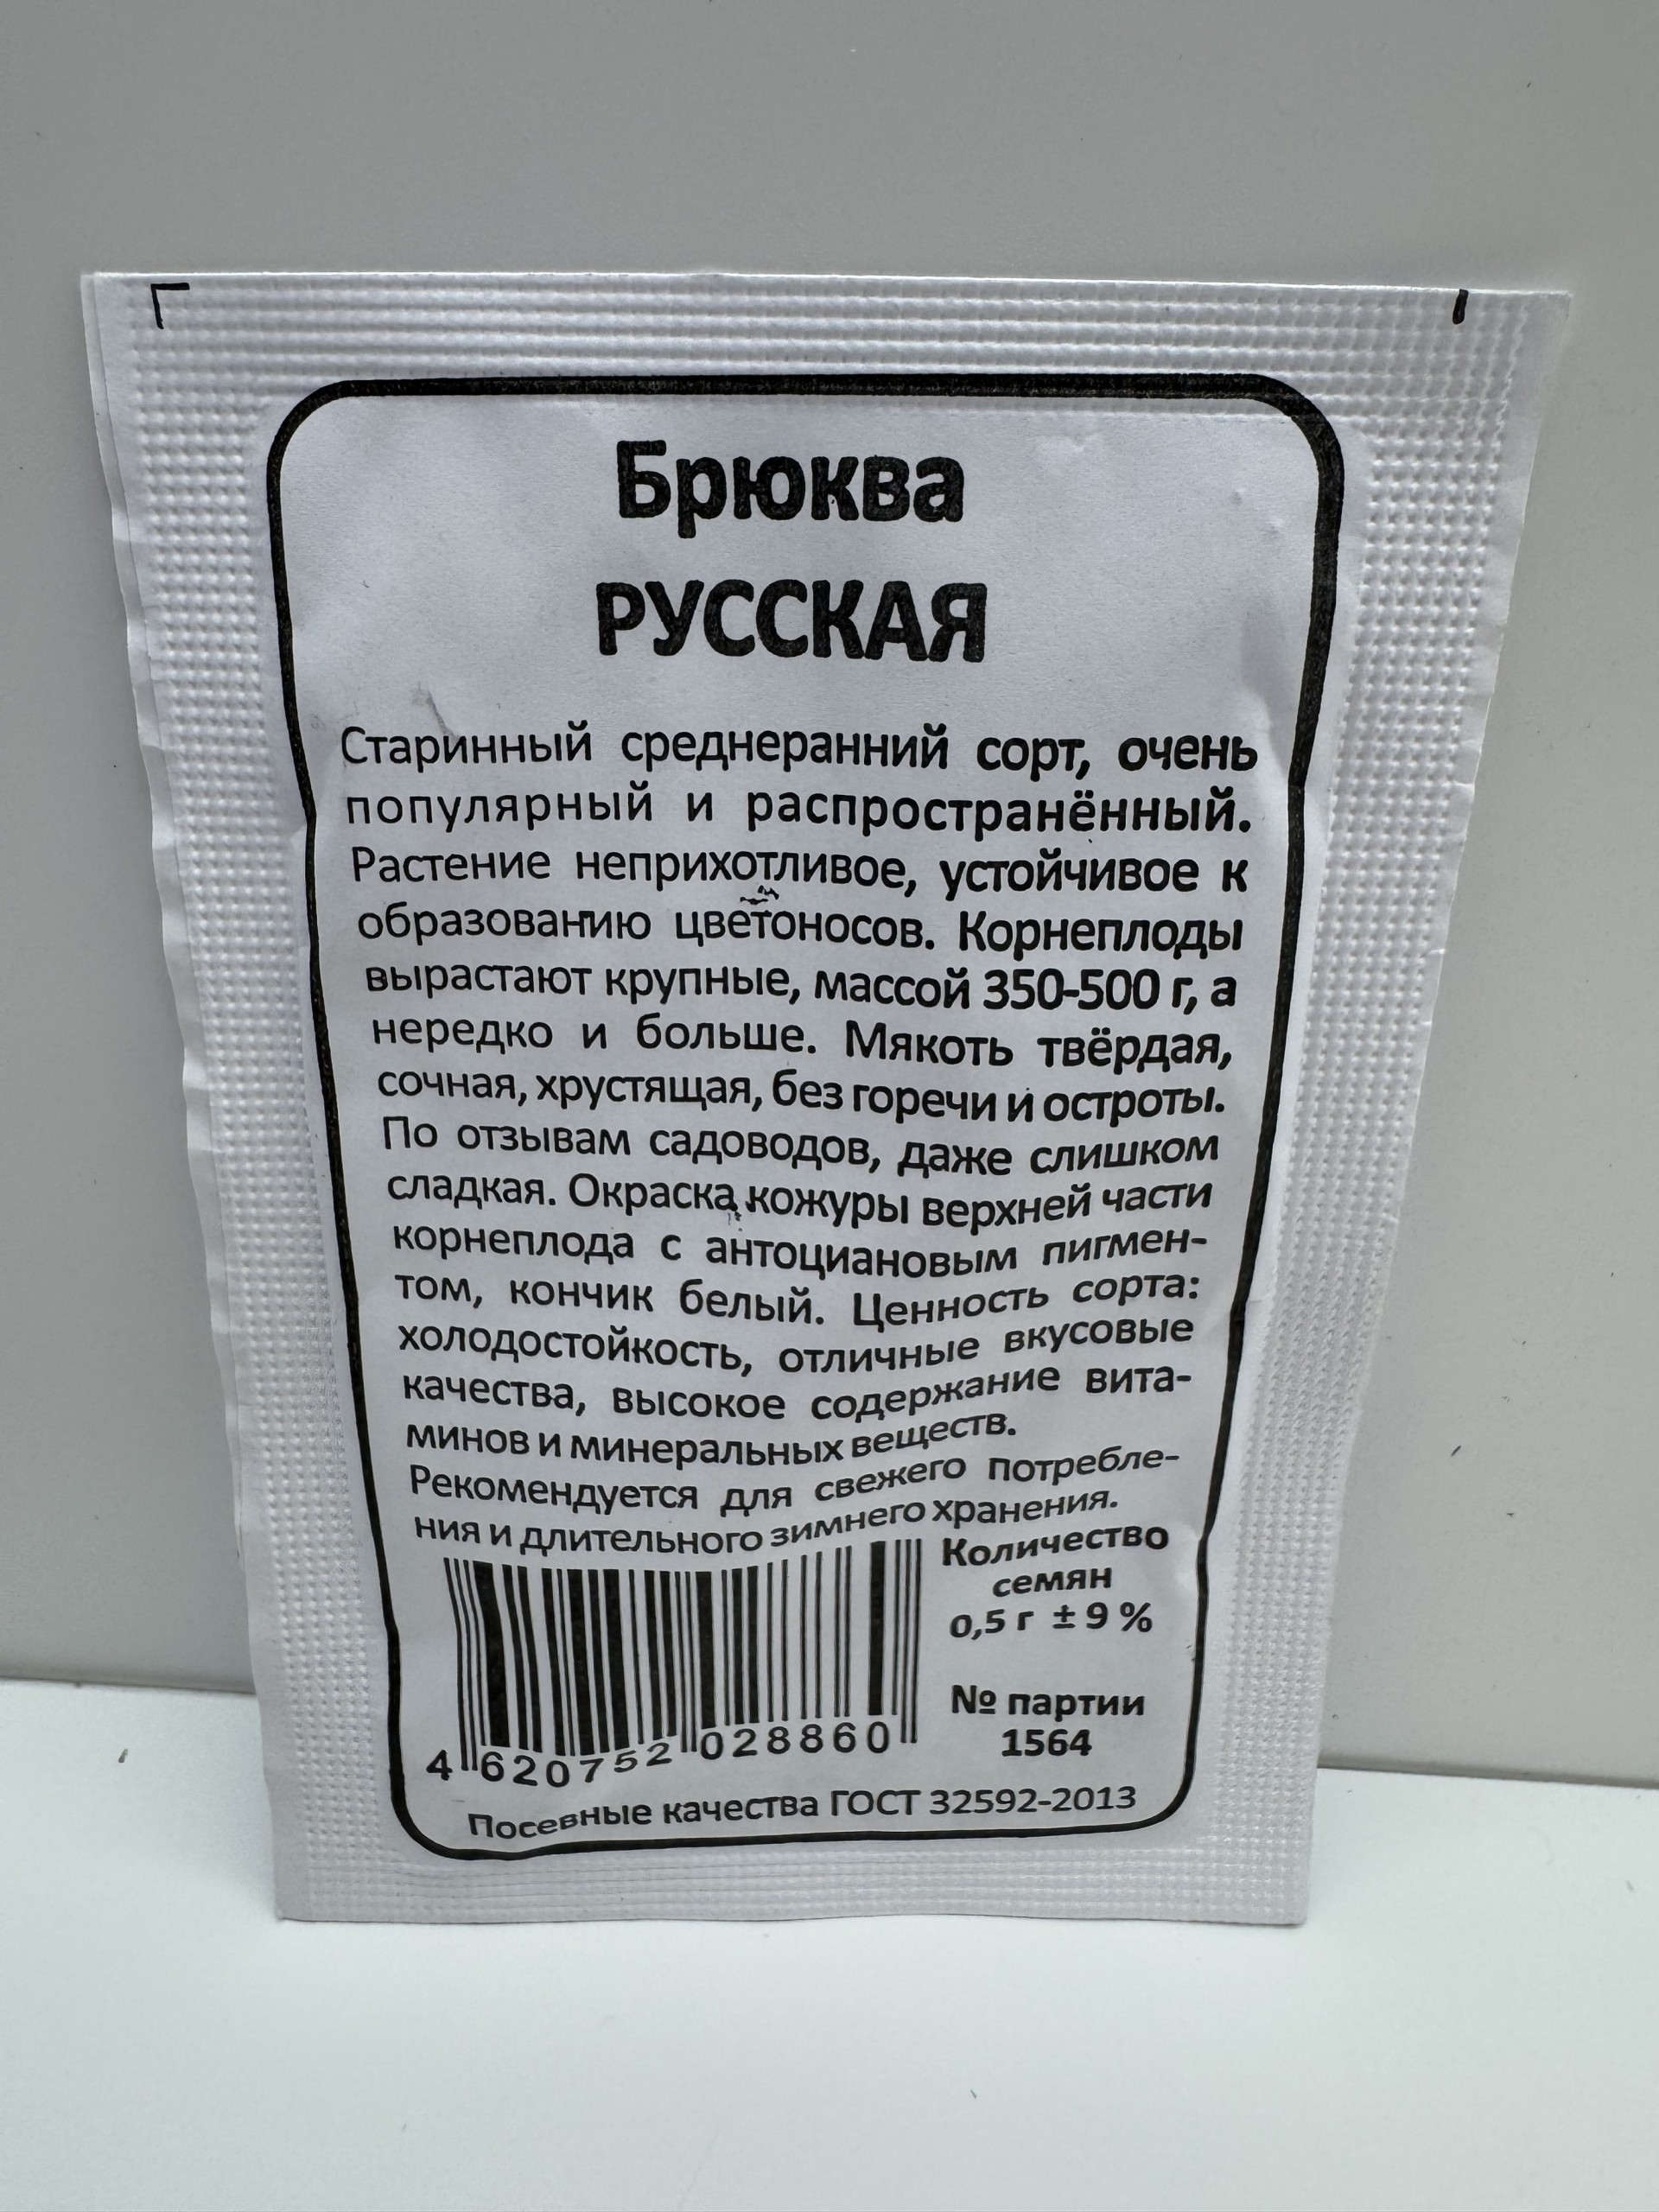 Брюква
РУССКАЯ
Старинный среднеранний сорт, очень
популярный и распространённый.
Растение неприхотливое, устойчивое к
образованию цветоносов. Корнеплоды
вырастают крупные, массой 350-500 г, а
нередко и больше. Мякоть твёрдая,
сочная, хрустящая, без горечи и остроты.
По отзывам садоводов, даже слишком
сладкая. Окраска кожуры верхней части
корнеплода с антоциановым пигмен-
том, кончик белый. Ценность сорта:
холодостойкость, отличные вкусовые
качества, высокое содержание вита-
минов и минеральных веществ.
Рекомендуется для свежего потребле-
ния и длительного зимнего хранения.
Количество
семян
0,5 г ± 9 %
№ партии
1564
4 620752 028860
Посевные качества ГОСТ 32592-2013